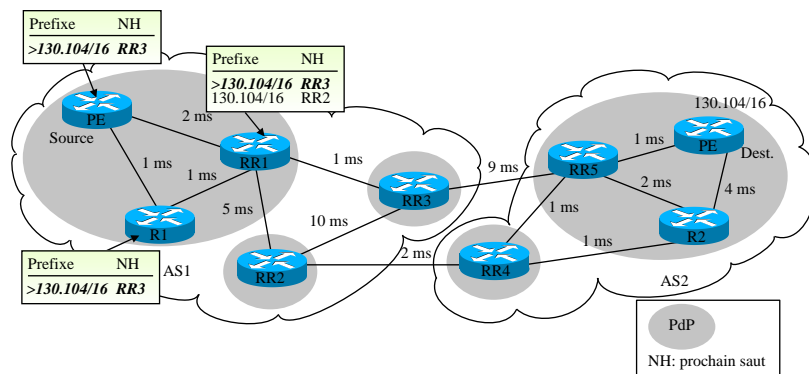 Prefixe NH
>130.104/16 RR3
Prefixe NH
>130.104/16 RR3
130.104/16 RR2
130.104/16
PE
Source
2 ms
RR1
1 ms
1 ms
1 ms
R1
5 ms
1 ms
RR3
10 ms
9 ms
RR5
1 ms
PE
Dest.
2 ms
4 ms
1 ms
R2
1 ms
2 ms
RR2
RR4
AS1
AS2
Prefixe NH
>130.104/16 RR3
PdP
NH: prochain saut